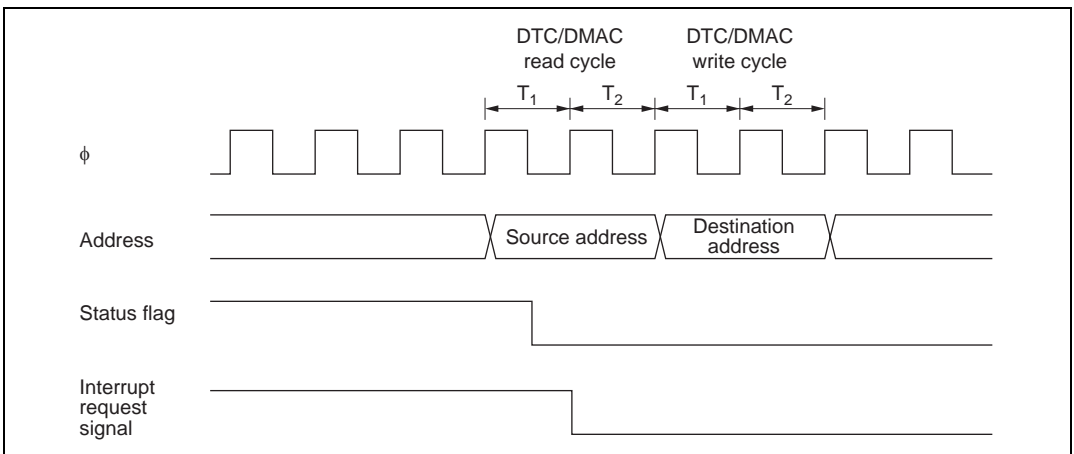 DTC/DMAC
read cycle
DTC/DMAC
write cycle
T1 T2 T1 T2
ϕ
Address
Source address
Destination
address
Status flag
Interrupt
request
signal